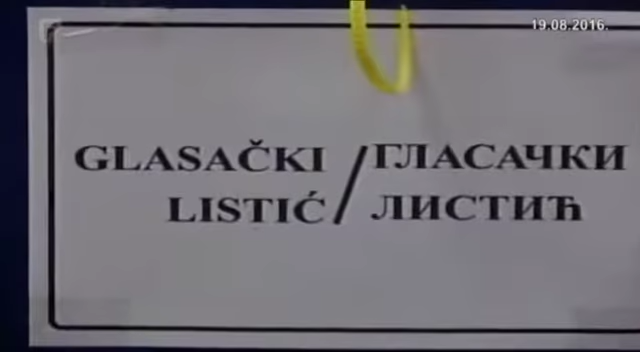 19.08.2016.
GLASAČKI / ГЛАСАЧКИ
LISTIĆ / ЛИСТИЋ